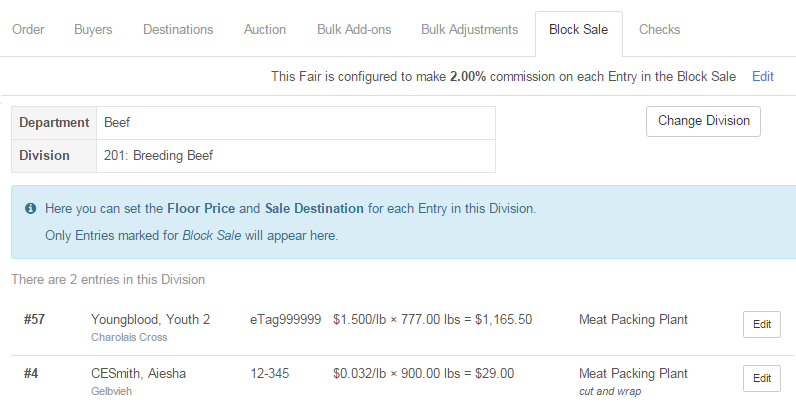 Order Buyers Destinations Auction Bulk Add-ons Bulk Adjustments Block Sale Checks
This Fair is configured to make 2.00% commission on each Entry in the Block Sale Edit
Department Beef Change Division
Division 201: Breeding Beef
Here you can set the Floor Price and Sale Destination for each Entry in this Division.
Only Entries marked for Block Sale will appear here.
There are 2 entries in this Division
#57 Youngblood, Youth 2 eTag999999 $1.500/lb × 777.00 lbs = $1,165.50 Meat Packing Plant Edit
Charolais Cross
#4 CESmith, Aiesha 12-345 $0.032/lb × 900.00 lbs = $29.00 Meat Packing Plant Edit
Gelbvieh cut and wrap